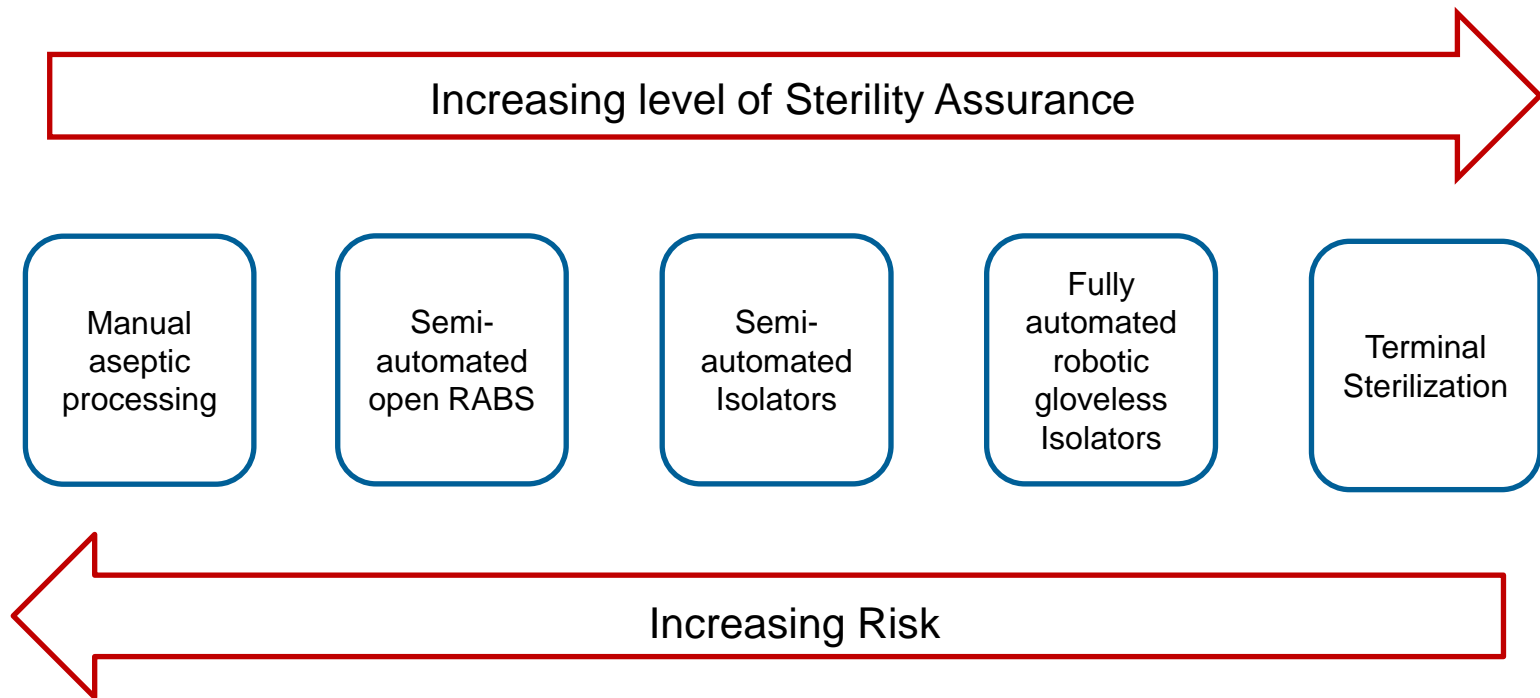 Increasing level of Sterility Assurance
Manual
aseptic
processing
Semi-
automated
open RABS
Semi-
automated
Isolators
Fully
automated
robotic
gloveless
Isolators
Terminal
Sterilization
Increasing Risk